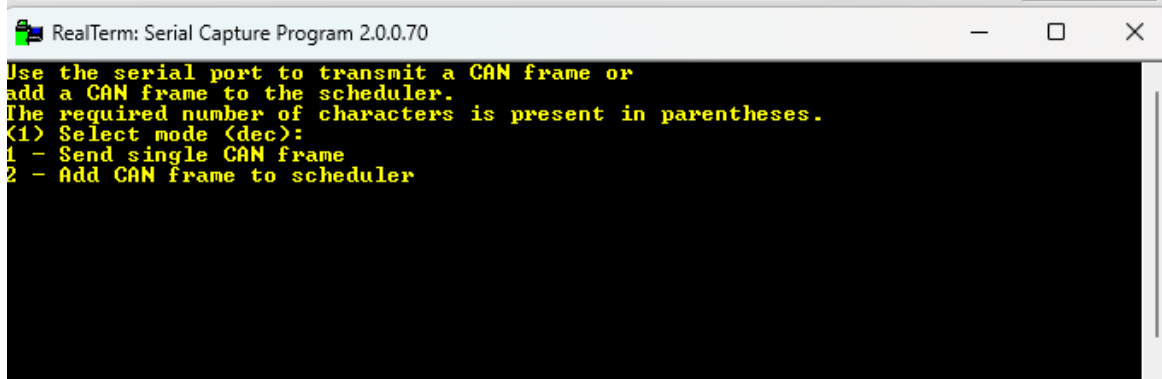 RealTerm: Serial Capture Program 2.0.0.70
Use the serial port to transmit a CAN frame or
add a CAN frame to the scheduler.
The required number of characters is present in parentheses.
(1) Select mode (dec):
1 - Send single CAN frame
2 - Add CAN frame to scheduler